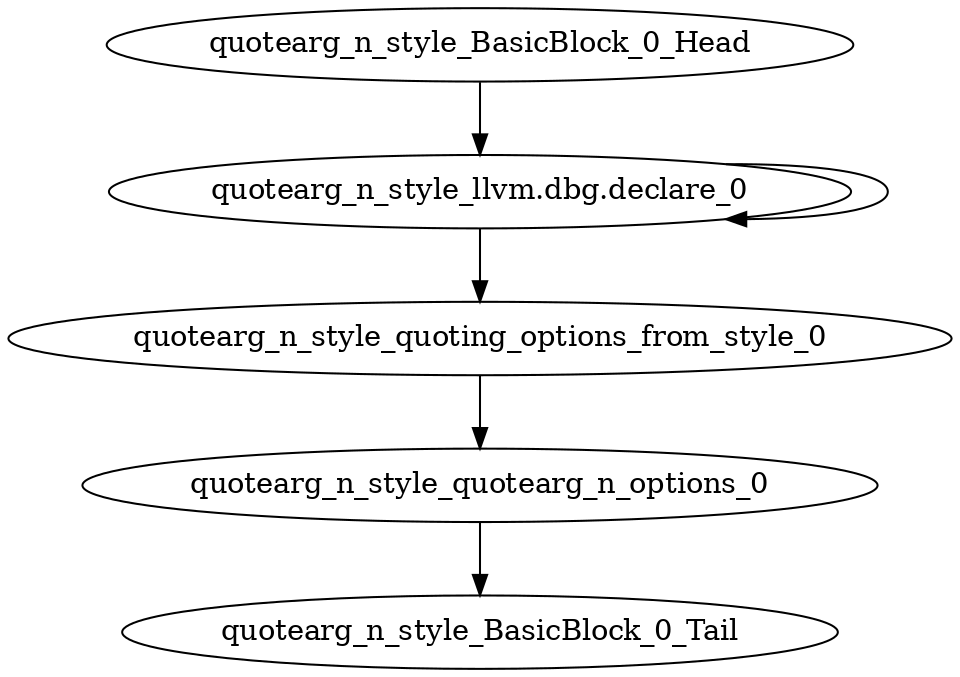 quotearg_n_style_BasicBlock_0_Head
quotearg_n_style_llvm.dbg.declare_0
quotearg_n_style_quoting_options_from_style_0
quotearg_n_style_quotearg_n_options_0
quotearg_n_style_BasicBlock_0_Tail